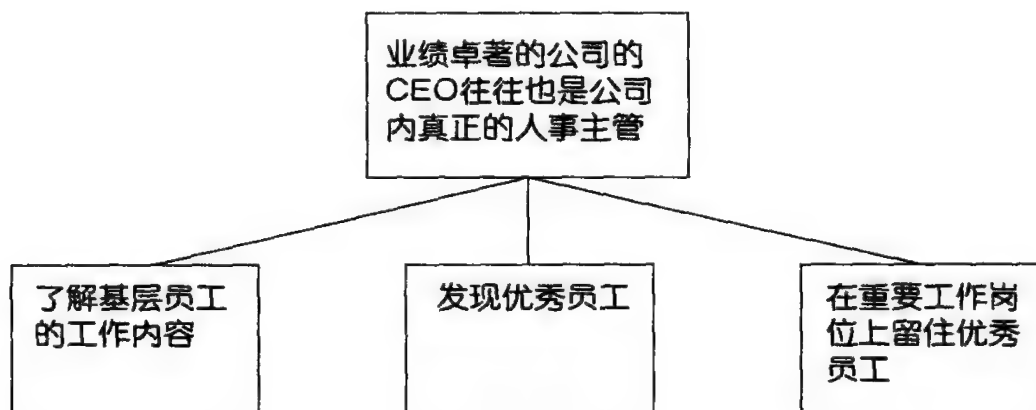 业绩卓著的公司的
CEO往往也是公司
内真正的人事主管
了解基层员工
的工作内容
发现优秀员工
在重要工作岗
位上留住优秀
员工